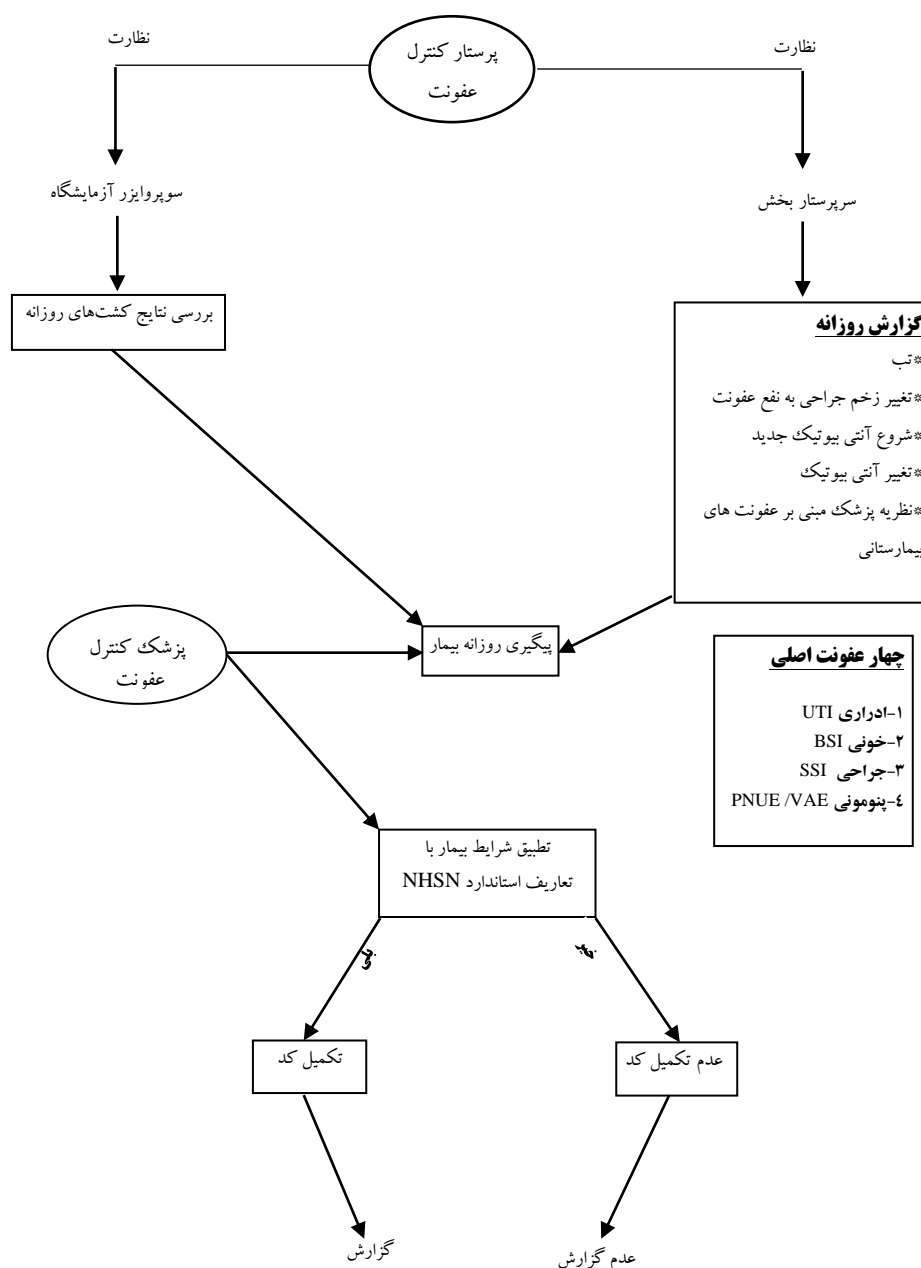 نظارت
پرستار کنترل
عفونت
نظارت
سوپروایزر آزمایشگاه
سرپرستار بخش
بررسی نتایج کشت‌های روزانه
گزارش روزانه
*تب
*تغییر زخم جراحی به نفع عفونت
*شروع آنتی بیوتیک جدید
*تغییر آنتی بیوتیک
*نظریه پزشک مبنی بر عفونت های
بیمارستانی
پیگیری روزانه بیمار
پزشک کنترل
عفونت
چهار عفونت اصلی
۱-ادراری UTI
۲-خونی BSI
۳-جراحی SSI
٤-پنومونی PNUE /VAE
تطبیق شرایط بیمار با
تعاریف استاندارد NHSN
بلی
خیر
تکمیل کد
عدم تکمیل کد
گزارش
عدم گزارش